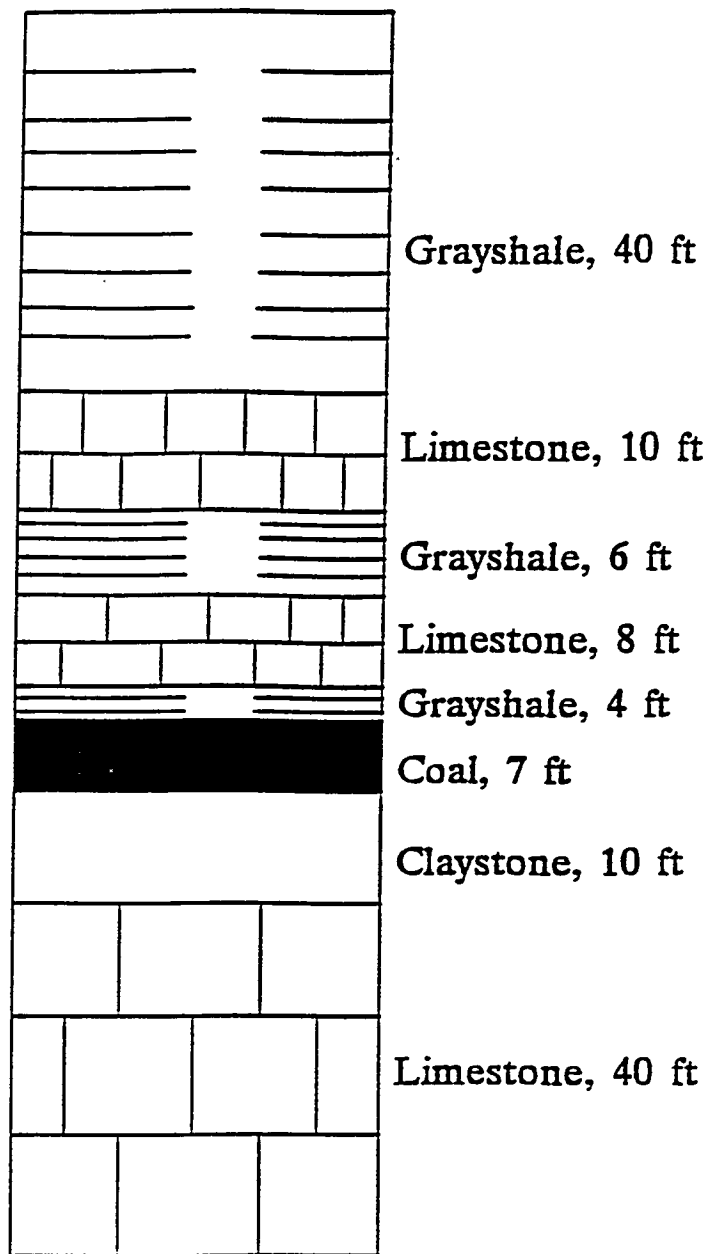 Grayshale, 40 ft
Limestone, 10 ft
Grayshale, 6 ft
Limestone, 8 ft
Grayshale, 4 ft
Coal, 7 ft
Claystone, 10 ft
Limestone, 40 ft